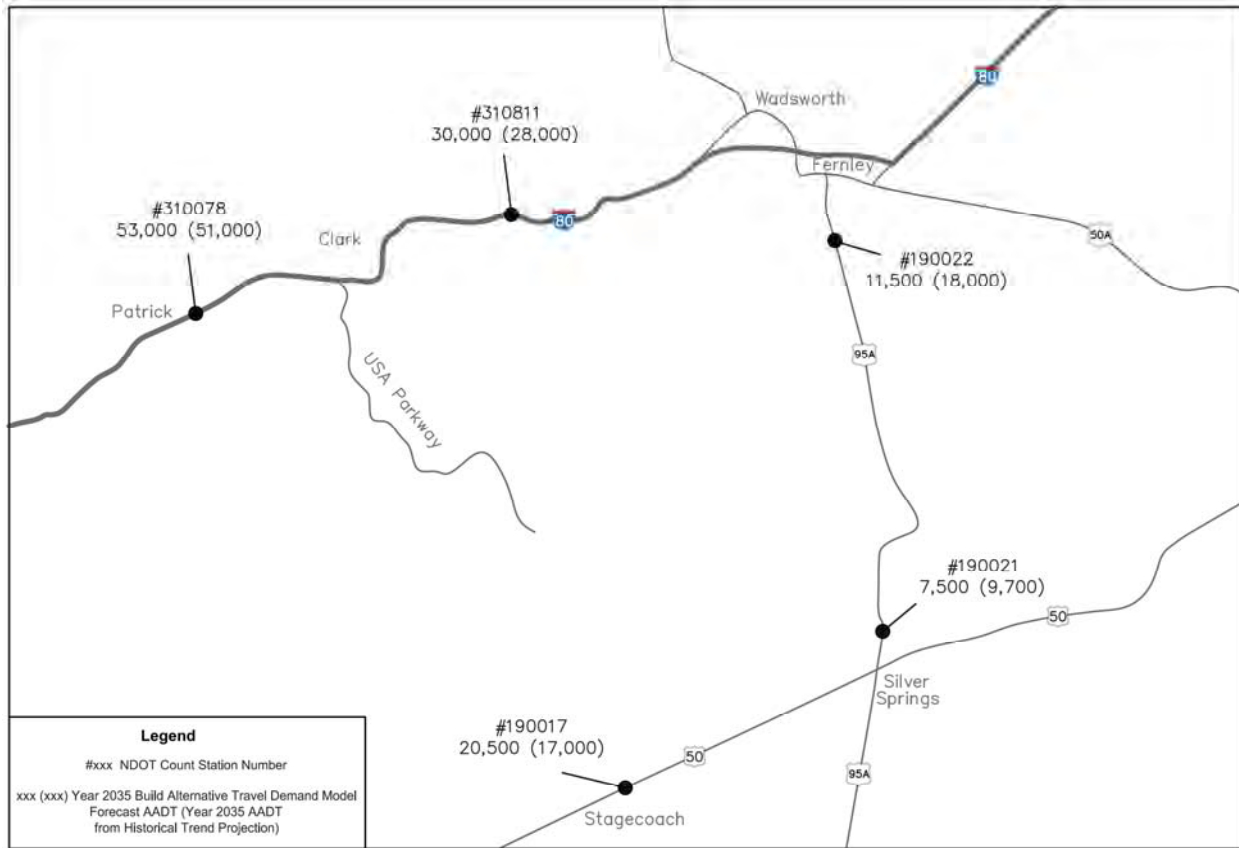 80
Wadsworth
#310811
30,000 (28,000)
Fernley
#310078
53,000 (51,000)
Clark
80
50A
#190022
11,500 (18,000)
Patrick
95A
USA Parkway
#190021
7,500 (9,700)
50
Silver
Springs
#190017
20,500 (17,000)
50
95A
Stagecoach
Legend
#xxx NDOT Count Station Number
xxx (xxx) Year 2035 Build Alternative Travel Demand Model
Forecast AADT (Year 2035 AADT
from Historical Trend Projection)